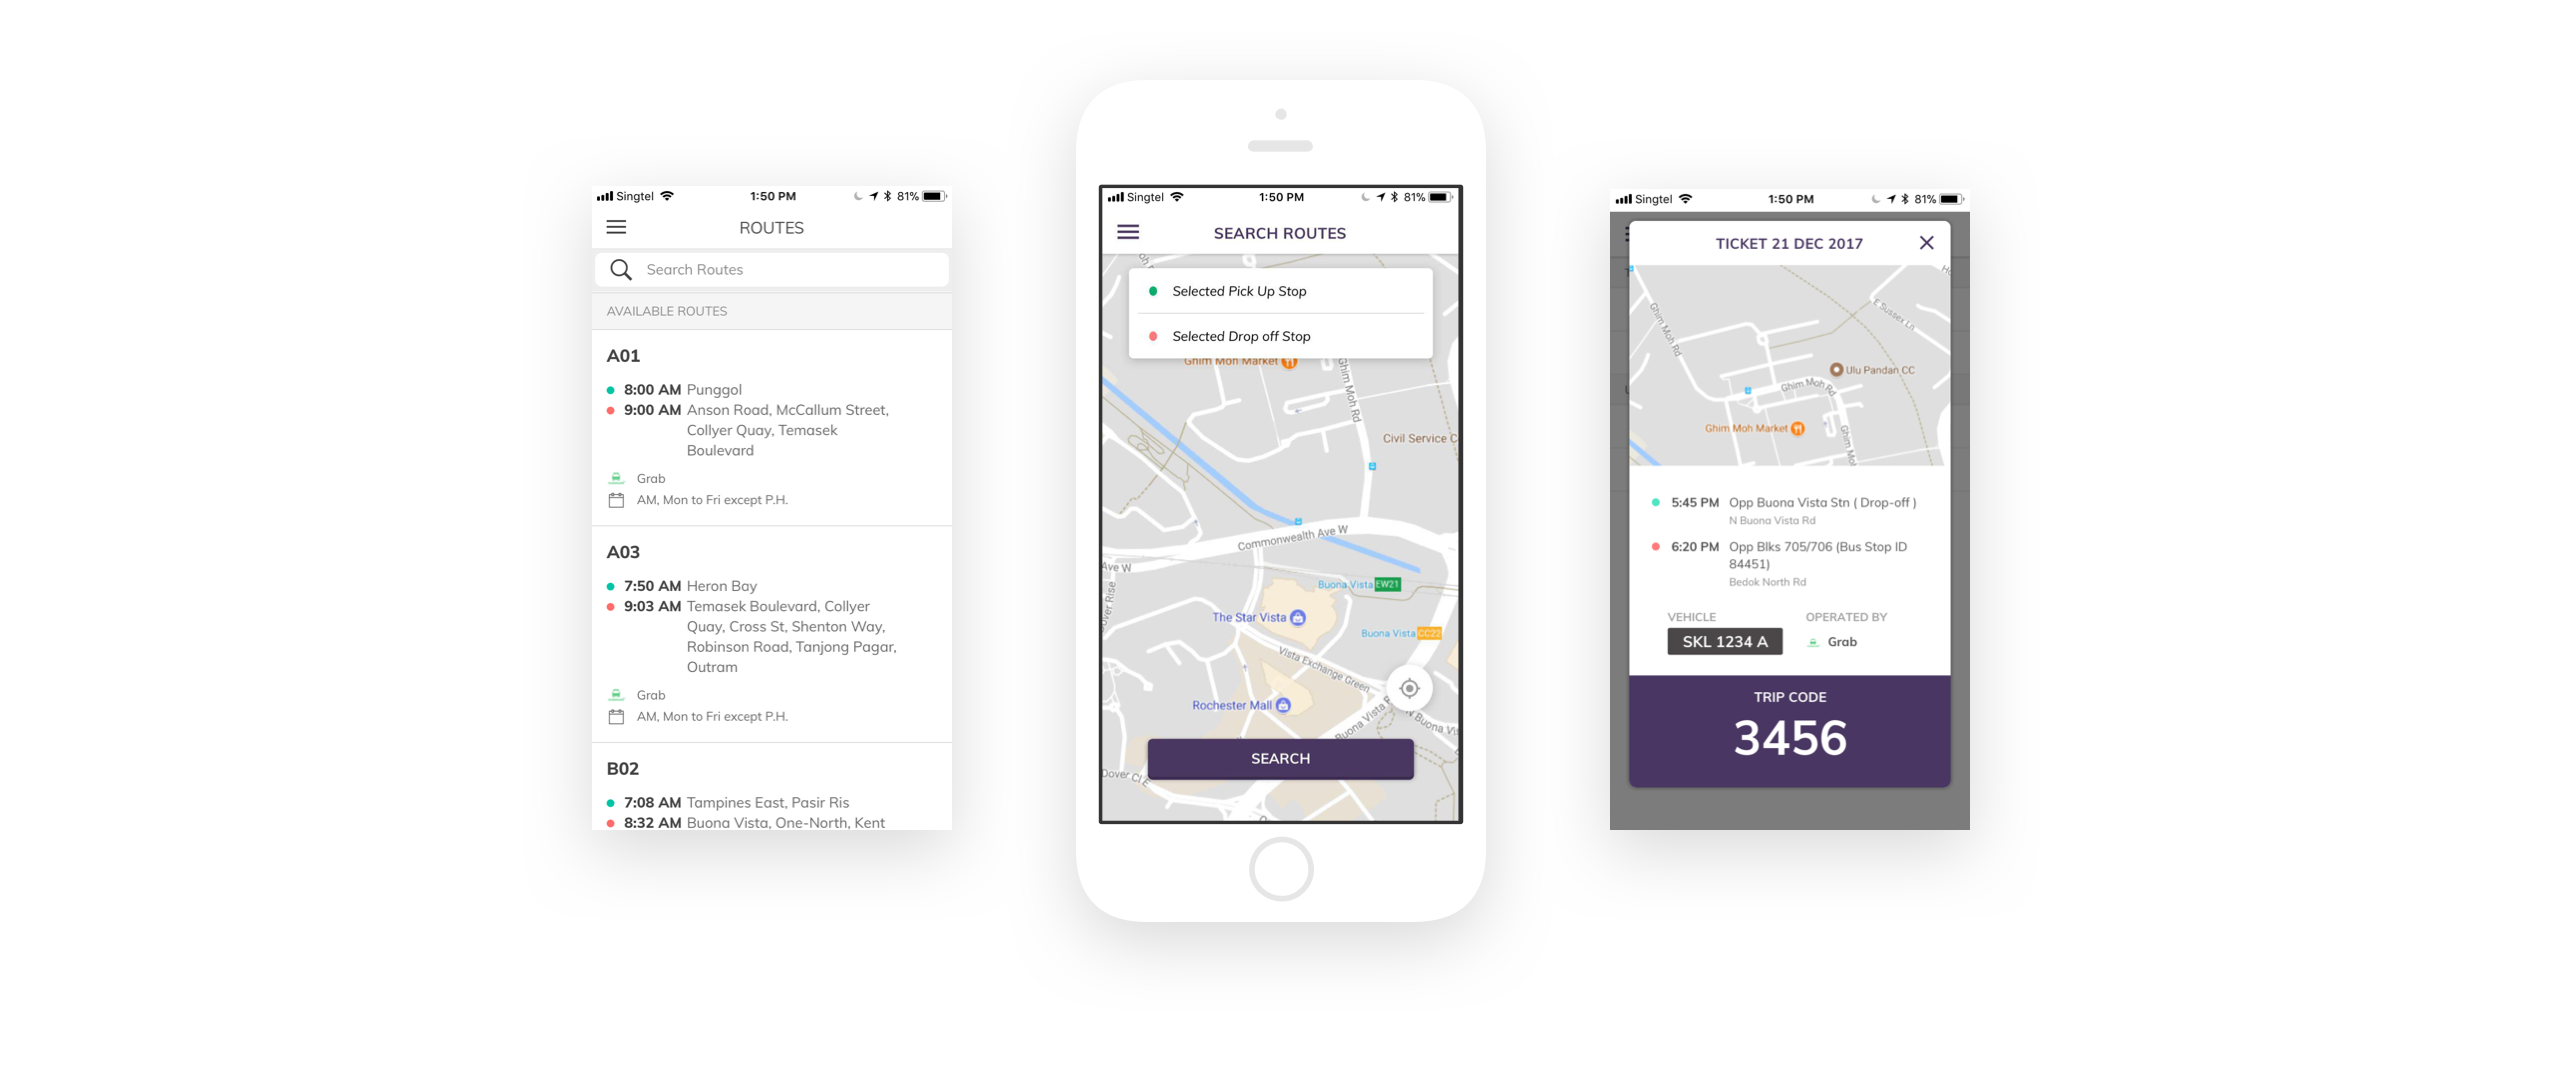 Singtel 1:50 PM 81%
ROUTES
Search Routes
AVAILABLE ROUTES
A01
8:00 AM Punggol
9:00 AM Anson Road, McCallum Street,
Collyer Quay, Temasek
Boulevard
Grab
AM, Mon to Fri except P.H.
A03
7:50 AM Heron Bay
9:03 AM Temasek Boulevard, Collyer
Quay, Cross St, Shenton Way,
Robinson Road, Tanjong Pagar,
Outram
Grab
AM, Mon to Fri except P.H.
B02
7:08 AM Tampines East, Pasir Ris
8:32 AM Buona Vista, One-North, Kent
Singtel 1:50 PM 81%
SEARCH ROUTES
Selected Pick Up Stop
Selected Drop off Stop
Ghim Moh Market
Ghim Moh Rd
Civil Service C
Commonwealth Ave W
Ave W
Buona Vista EW21
The Star Vista
Buona Vista
Vista Exchange Green
Rochester Mall
Buona Vista
N Buona Vis
SEARCH
Dover Cl E
Singtel 1:50 PM 81%
TICKET 21 DEC 2017
Ghim Moh Rd
E Sussex Ln
Ulu Pandan CC
Ghim Moh Rd
Ghim Moh Market
Ghim Moh
5:45 PM Opp Buona Vista Stn ( Drop-off )
N Buona Vista Rd
6:20 PM Opp Blks 705/706 (Bus Stop ID
84451)
Bedok North Rd
VEHICLE OPERATED BY
SKL 1234 A Grab
TRIP CODE
3456